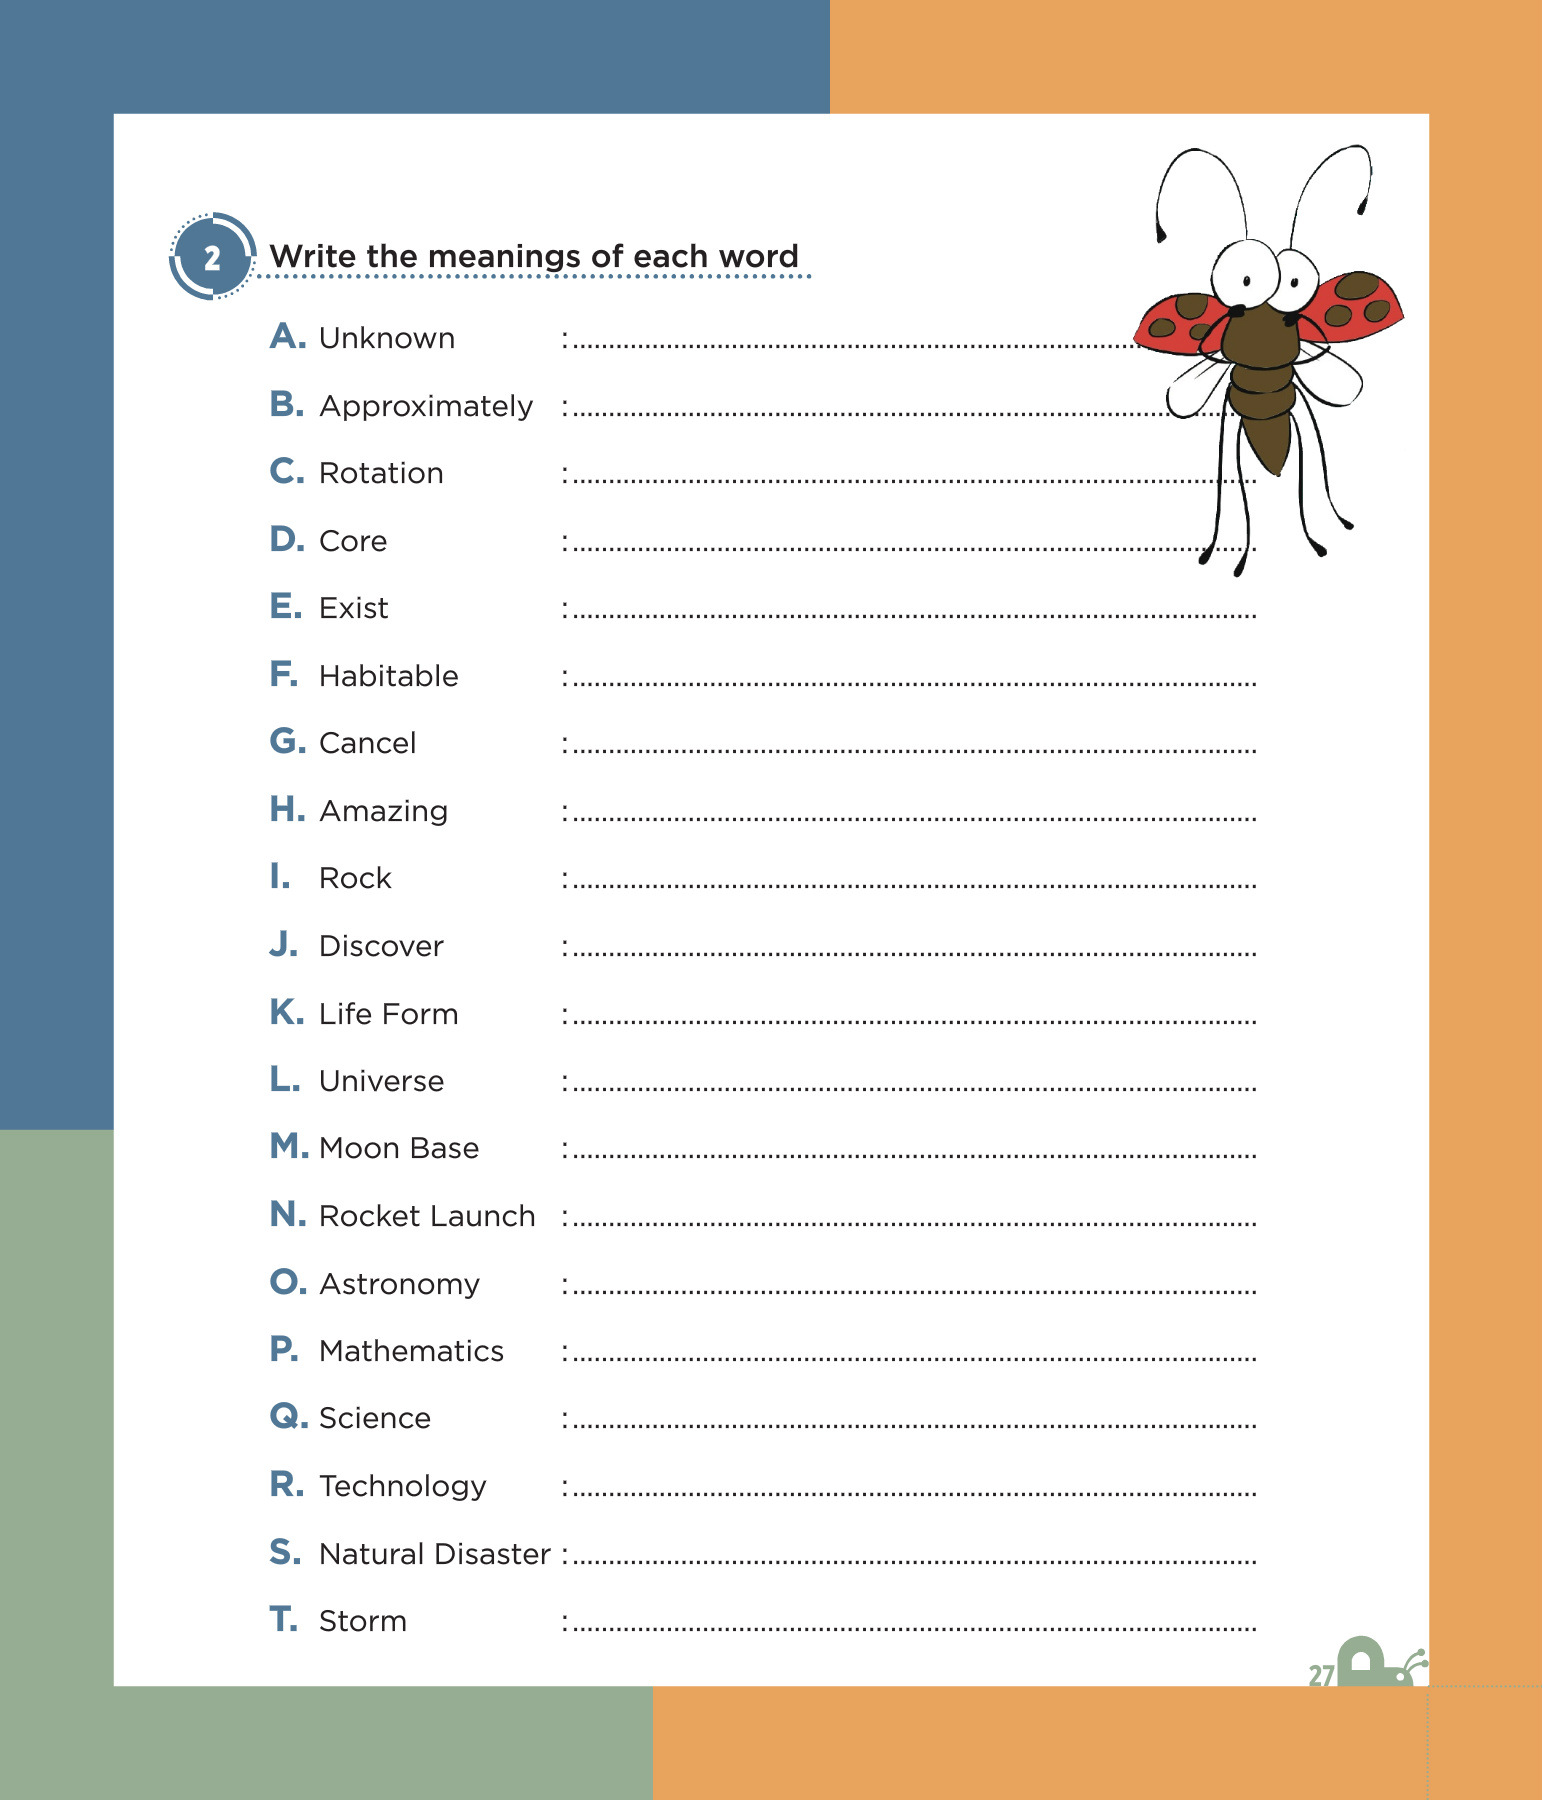 2 Write the meanings of each word
A. Unknown :
B. Approximately :
C. Rotation :
D. Core :
E. Exist :
F. Habitable :
G. Cancel :
H. Amazing :
I. Rock :
J. Discover :
K. Life Form :
L. Universe :
M. Moon Base :
N. Rocket Launch :
O. Astronomy :
P. Mathematics :
Q. Science :
R. Technology :
S. Natural Disaster :
T. Storm :
27